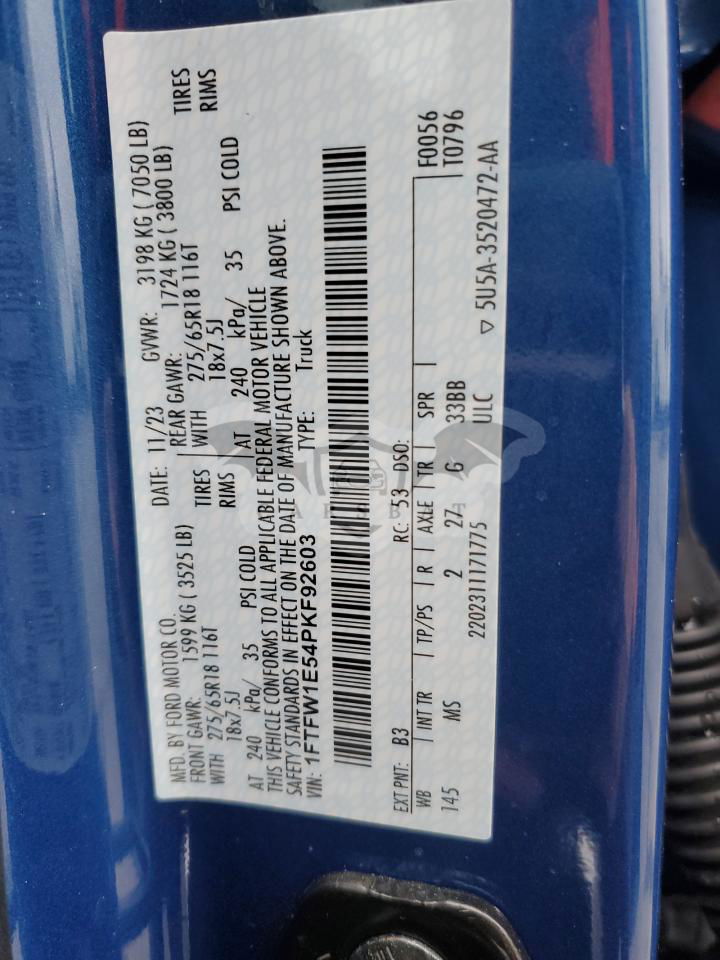 MFD. BY FORD MOTOR CO.
DATE: 11/23 GVWR: 3198 KG ( 7050 LB)
FRONT GAWR: 1599 KG ( 3525 LB)
REAR GAWR: 1724 KG ( 3800 LB)
WITH 275/65R18 116T TIRES
WITH 275/65R18 116T TIRES
18x7.5J RIMS
18x7.5J RIMS
AT 240 kPa/ 35 PSI COLD
AT 240 kPa/ 35 PSI COLD
THIS VEHICLE CONFORMS TO ALL APPLICABLE FEDERAL MOTOR VEHICLE
SAFETY STANDARDS IN EFFECT ON THE DATE OF MANUFACTURE SHOWN ABOVE.
VIN: 1FTFW1E54PKF92603 TYPE: Truck
EXT PNT: B3 RC: 53 DSO: F0056
WB INT TR TP/PS R AXLE TR SPR T0796
145 MS 2 27 G 33BB
2202311171775 ULC ▽ 5U5A-3520472-AA